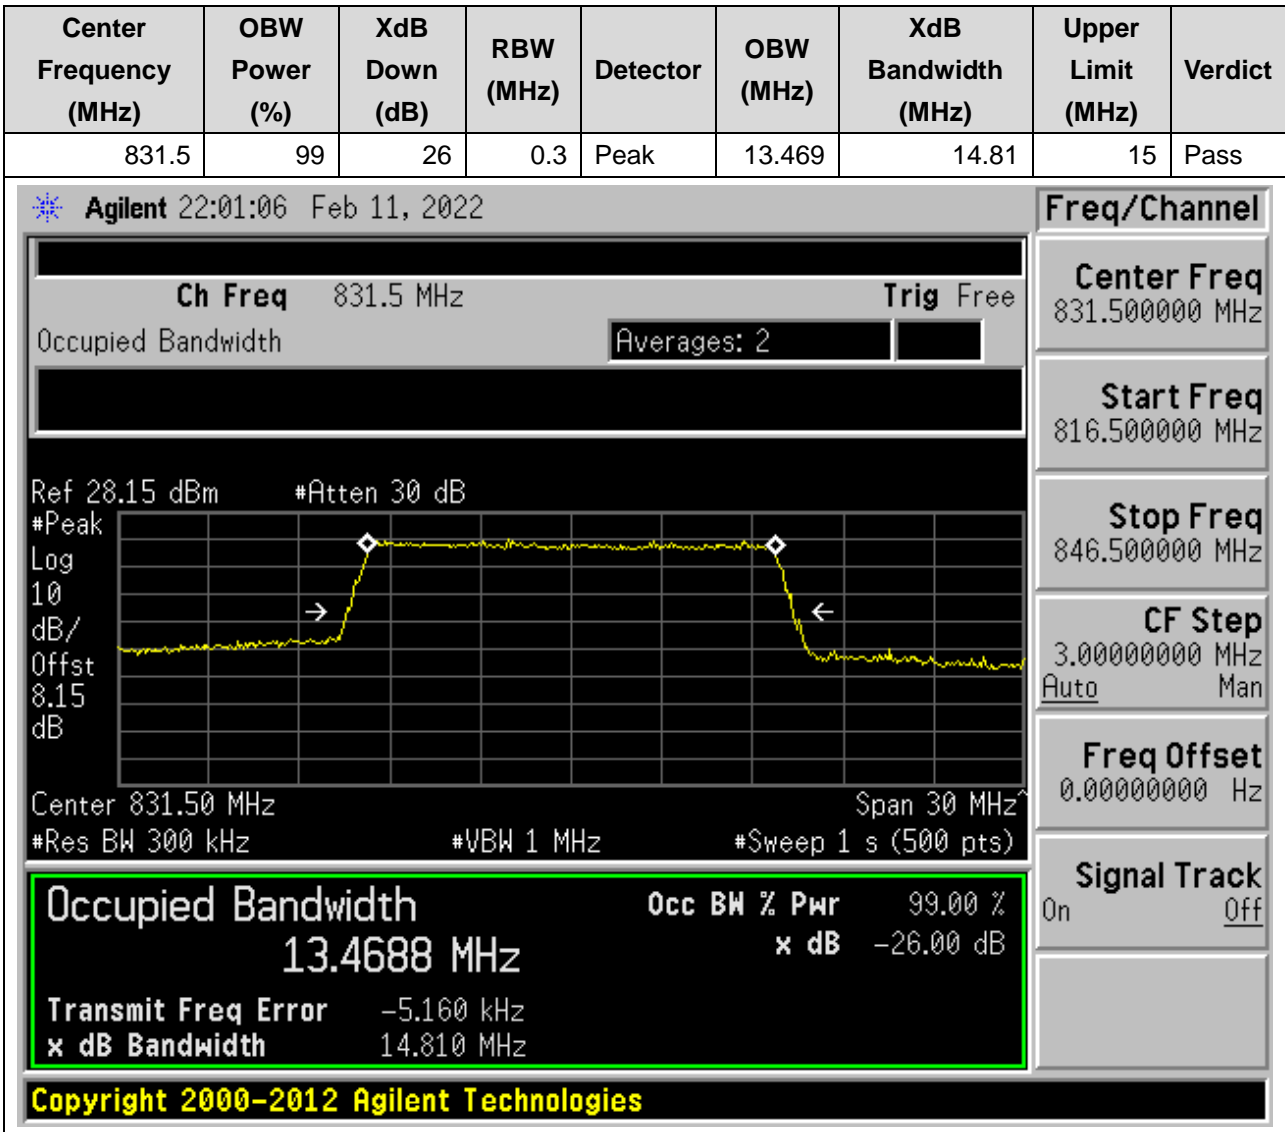 Center Frequency (MHz) OBW Power (%) XdB Down (dB) RBW (MHz) Detector OBW (MHz) XdB Bandwidth (MHz) Upper Limit (MHz) Verdict
831.5 99 26 0.3 Peak 13.469 14.81 15 Pass
Agilent 22:01:06 Feb 11, 2022
Freq/Channel
Ch Freq 831.5 MHz Trig Free
Occupied Bandwidth Averages: 2
Center Freq
831.500000 MHz
Start Freq
816.500000 MHz
Stop Freq
846.500000 MHz
CF Step
3.00000000 MHz
Auto Man
Freq Offset
0.00000000 Hz
Signal Track
On Off
Ref 28.15 dBm #Atten 30 dB
#Peak
Log
10
dB/
Offst
8.15
dB
Center 831.50 MHz Span 30 MHz^
#Res BW 300 kHz #VBW 1 MHz #Sweep 1 s (500 pts)
Occupied Bandwidth
13.4688 MHz
Occ BW % Pwr 99.00 %
x dB -26.00 dB
Transmit Freq Error -5.160 kHz
x dB Bandwidth 14.810 MHz
Copyright 2000-2012 Agilent Technologies